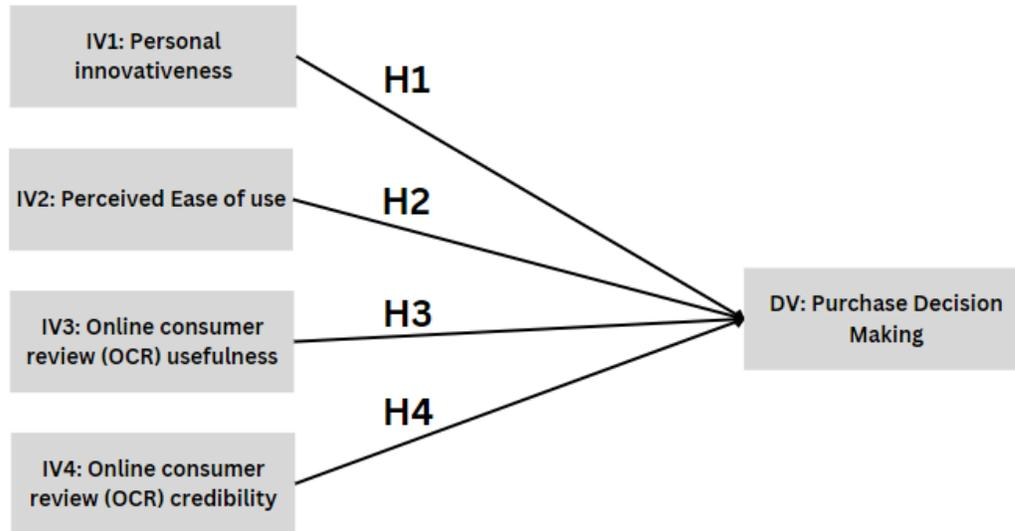 IV1: Personal
innovativeness
H1
IV2: Perceived Ease of use
H2
IV3: Online consumer
review (OCR) usefulness
H3
IV4: Online consumer
review (OCR) credibility
H4
DV: Purchase Decision
Making